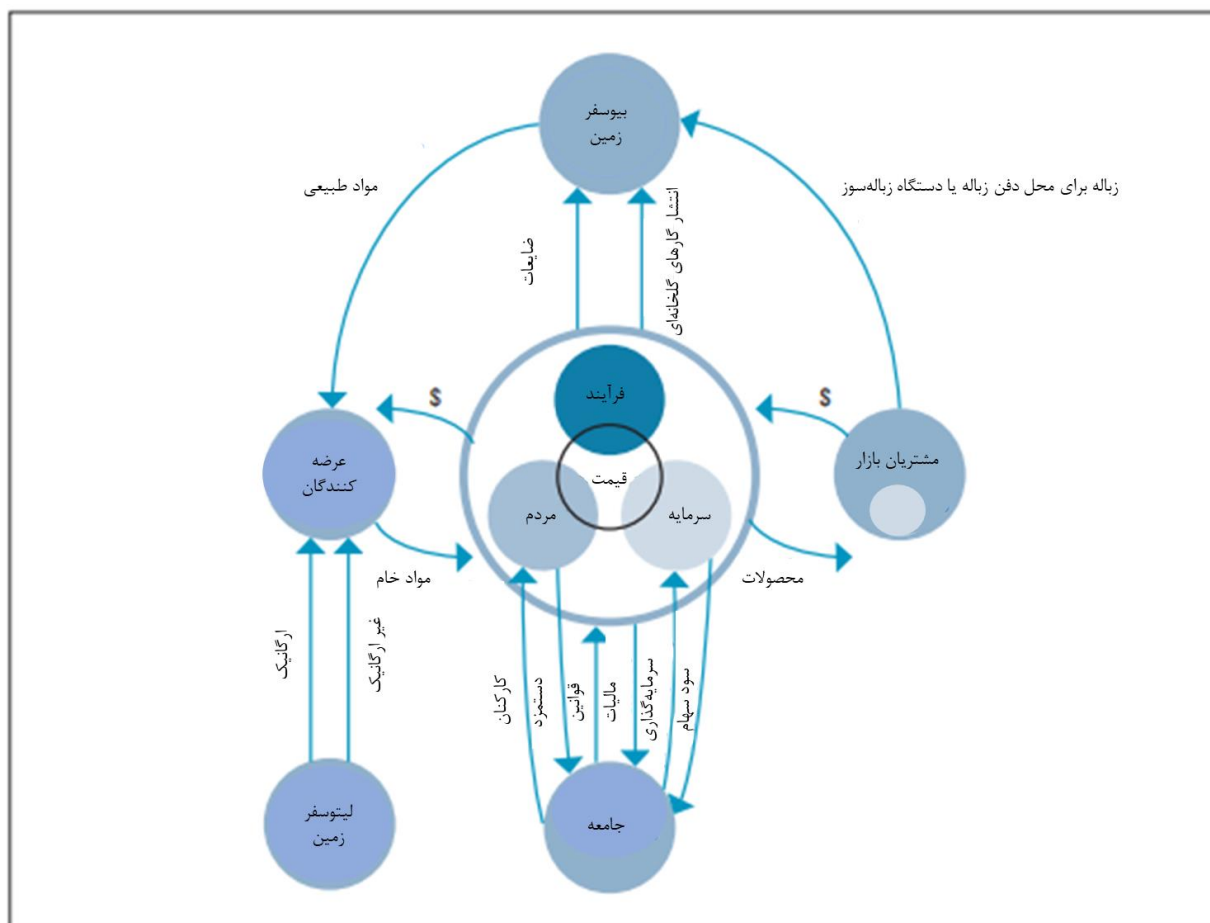 بیوسفر
زمین
مواد طبیعی
زباله برای محل دفن زباله یا دستگاه زباله‌سوز
ضایعات
انتشار گازهای گلخانه‌ای
فرآیند
$
$
عرضه
کنندگان
قیمت
مردم
سرمایه
مشتریان بازار
مواد خام
محصولات
ارگانیک
غیر ارگانیک
کارکنان
دستمزد
قوانین
مالیات
سرمایه‌گذاری
سود سهام
لیتوسفر
زمین
جامعه